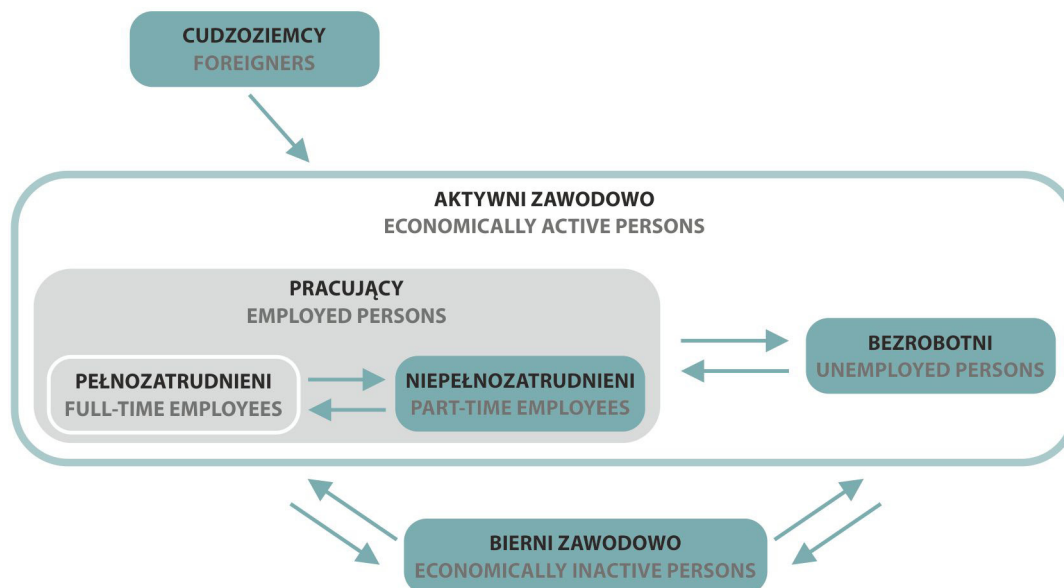 CUDZOZIEMCY
FOREIGNERS
AKTYWNI ZAWODOWO
ECONOMICALLY ACTIVE PERSONS
PRACUJĄCY
EMPLOYED PERSONS
PEŁNOZATRUDNIENI
FULL-TIME EMPLOYEES
NIEPEŁNOZATRUDNIENI
PART-TIME EMPLOYEES
BEZROBOTNI
UNEMPLOYED PERSONS
BIERNI ZAWODOWO
ECONOMICALLY INACTIVE PERSONS